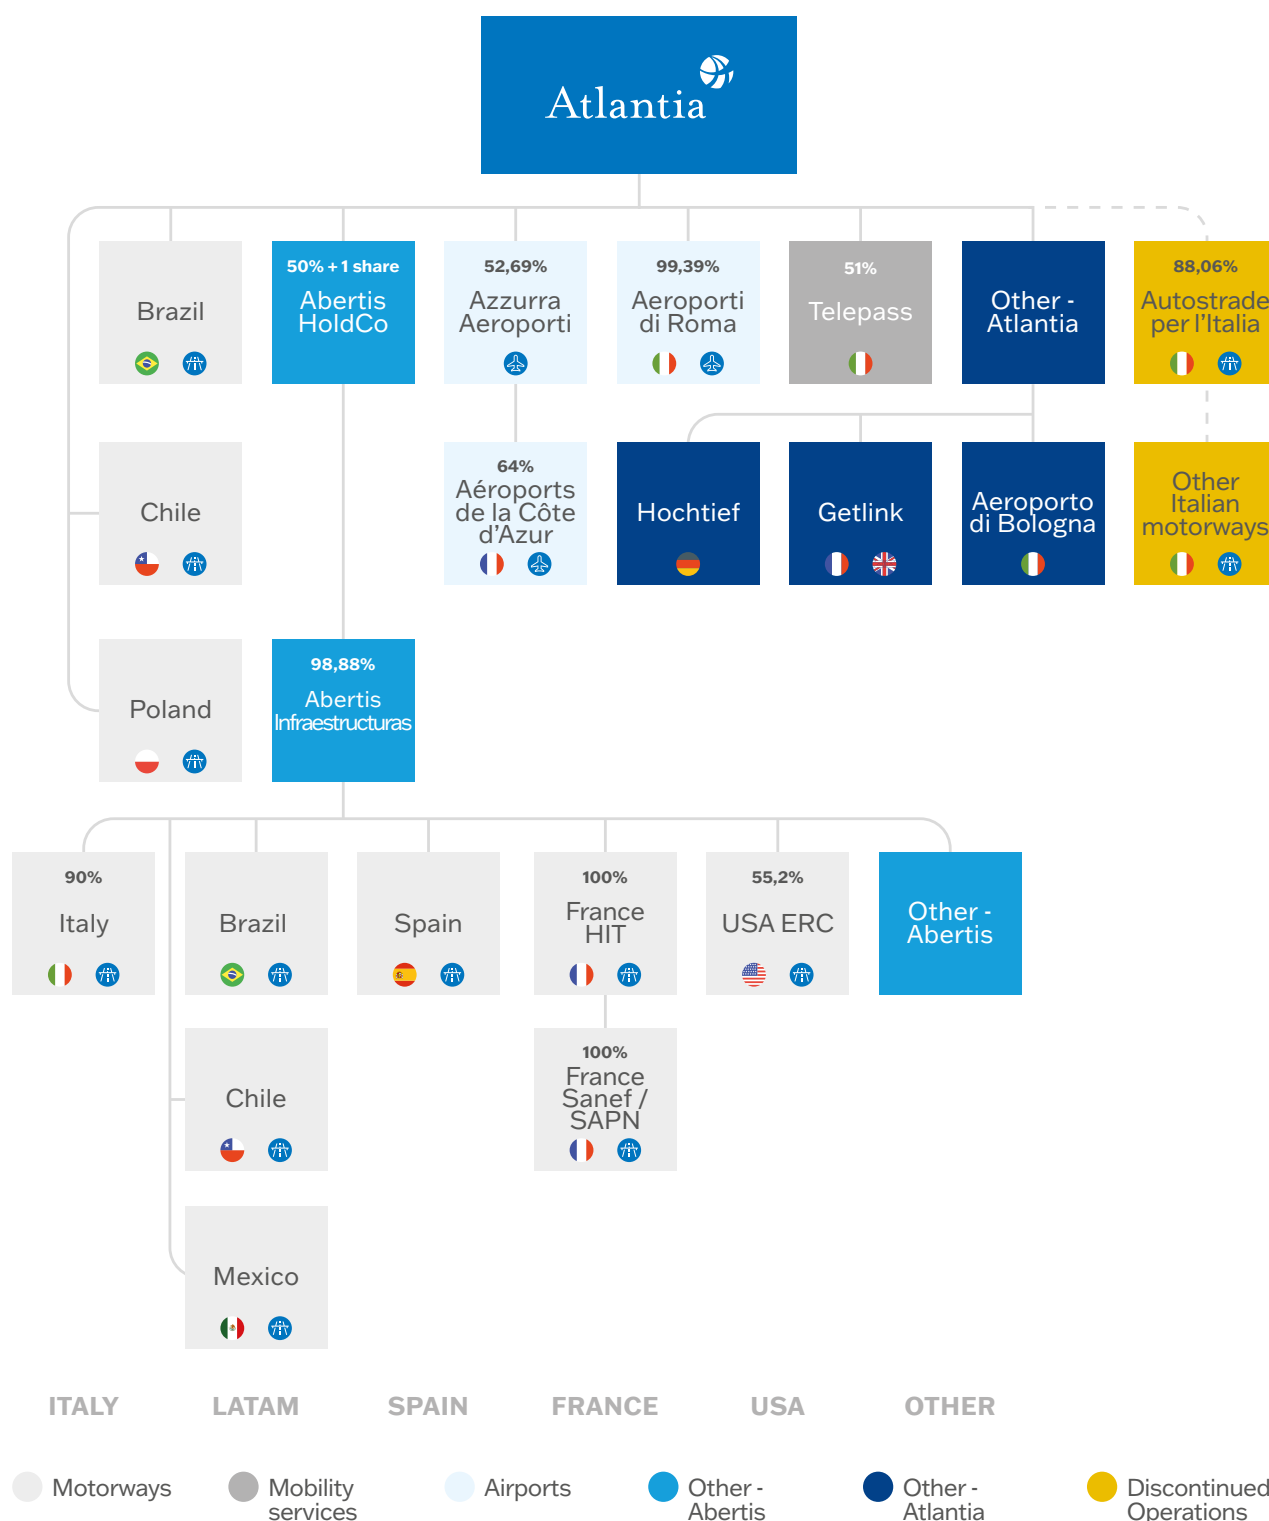 Atlantia
Brazil
50% + 1 share
Abertis
HoldCo
52,69%
Azzurra
Aeroporti
99,39%
Aeroporti
di Roma
51%
Telepass
Other -
Atlantia
88,06%
Autostrade
per l'Italia
Chile
64%
Aéroports
de la Côte
d'Azur
Hochtief
Getlink
Aeroporto
di Bologna
Other
Italian
motorways
Poland
98,88%
Abertis
Infraestructuras
90%
Italy
Brazil
Spain
100%
France
HIT
55,2%
USA ERC
Other -
Abertis
Chile
100%
France
Sanef /
SAPN
Mexico
ITALY
LATAM
SPAIN
FRANCE
USA
OTHER
Motorways
Mobility
services
Airports
Other -
Abertis
Other -
Atlantia
Discontinued
Operations